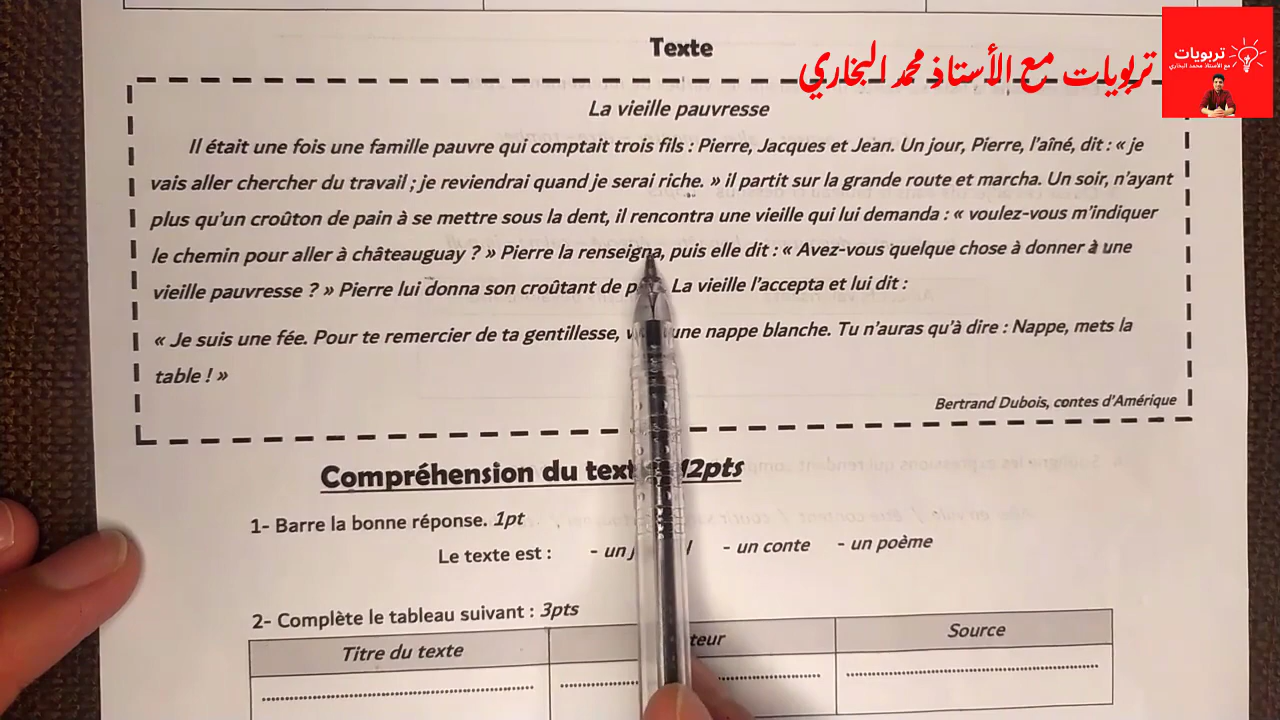 تربويات
مع الأستاذ محمد البخاري
تربويات مع الأستاذ محمد البخاري
Texte
La vieille pauvresse
Il était une fois une famille pauvre qui comptait trois fils : Pierre, Jacques et Jean. Un jour, Pierre, l'aîné, dit : « je
vais aller chercher du travail ; je reviendrai quand je serai riche. » il partit sur la grande route et marcha. Un soir, n'ayant
plus qu'un croûton de pain à se mettre sous la dent, il rencontra une vieille qui lui demanda : « voulez-vous m'indiquer
le chemin pour aller à châteauguay ? » Pierre la renseigna, puis elle dit : « Avez-vous quelque chose à donner à une
vieille pauvresse ? » Pierre lui donna son croûtant de La vieille l'accepta et lui dit :
« Je suis une fée. Pour te remercier de ta gentillesse, une nappe blanche. Tu n'auras qu'à dire : Nappe, mets la
table ! »
Bertrand Dubois, contes d'Amérique
Compréhension du 12pts
1- Barre la bonne réponse. 1pt
Le texte est : - un - un conte - un poème
2- Complète le tableau suivant : 3pts
Titre du texte Source